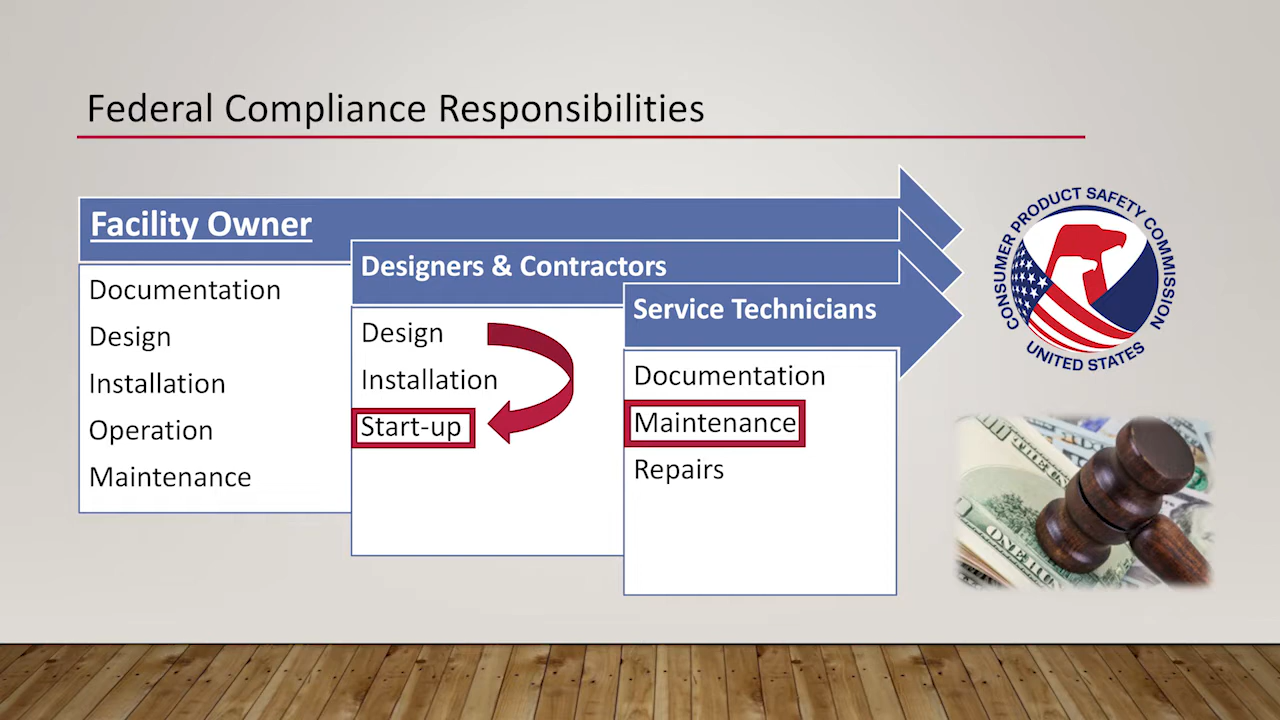 Federal Compliance Responsibilities
Facility Owner
Documentation
Design
Installation
Operation
Maintenance
Designers & Contractors
Design
Installation
Start-up
Service Technicians
Documentation
Maintenance
Repairs
CONSUMER PRODUCT SAFETY COMMISSION
UNITED STATES